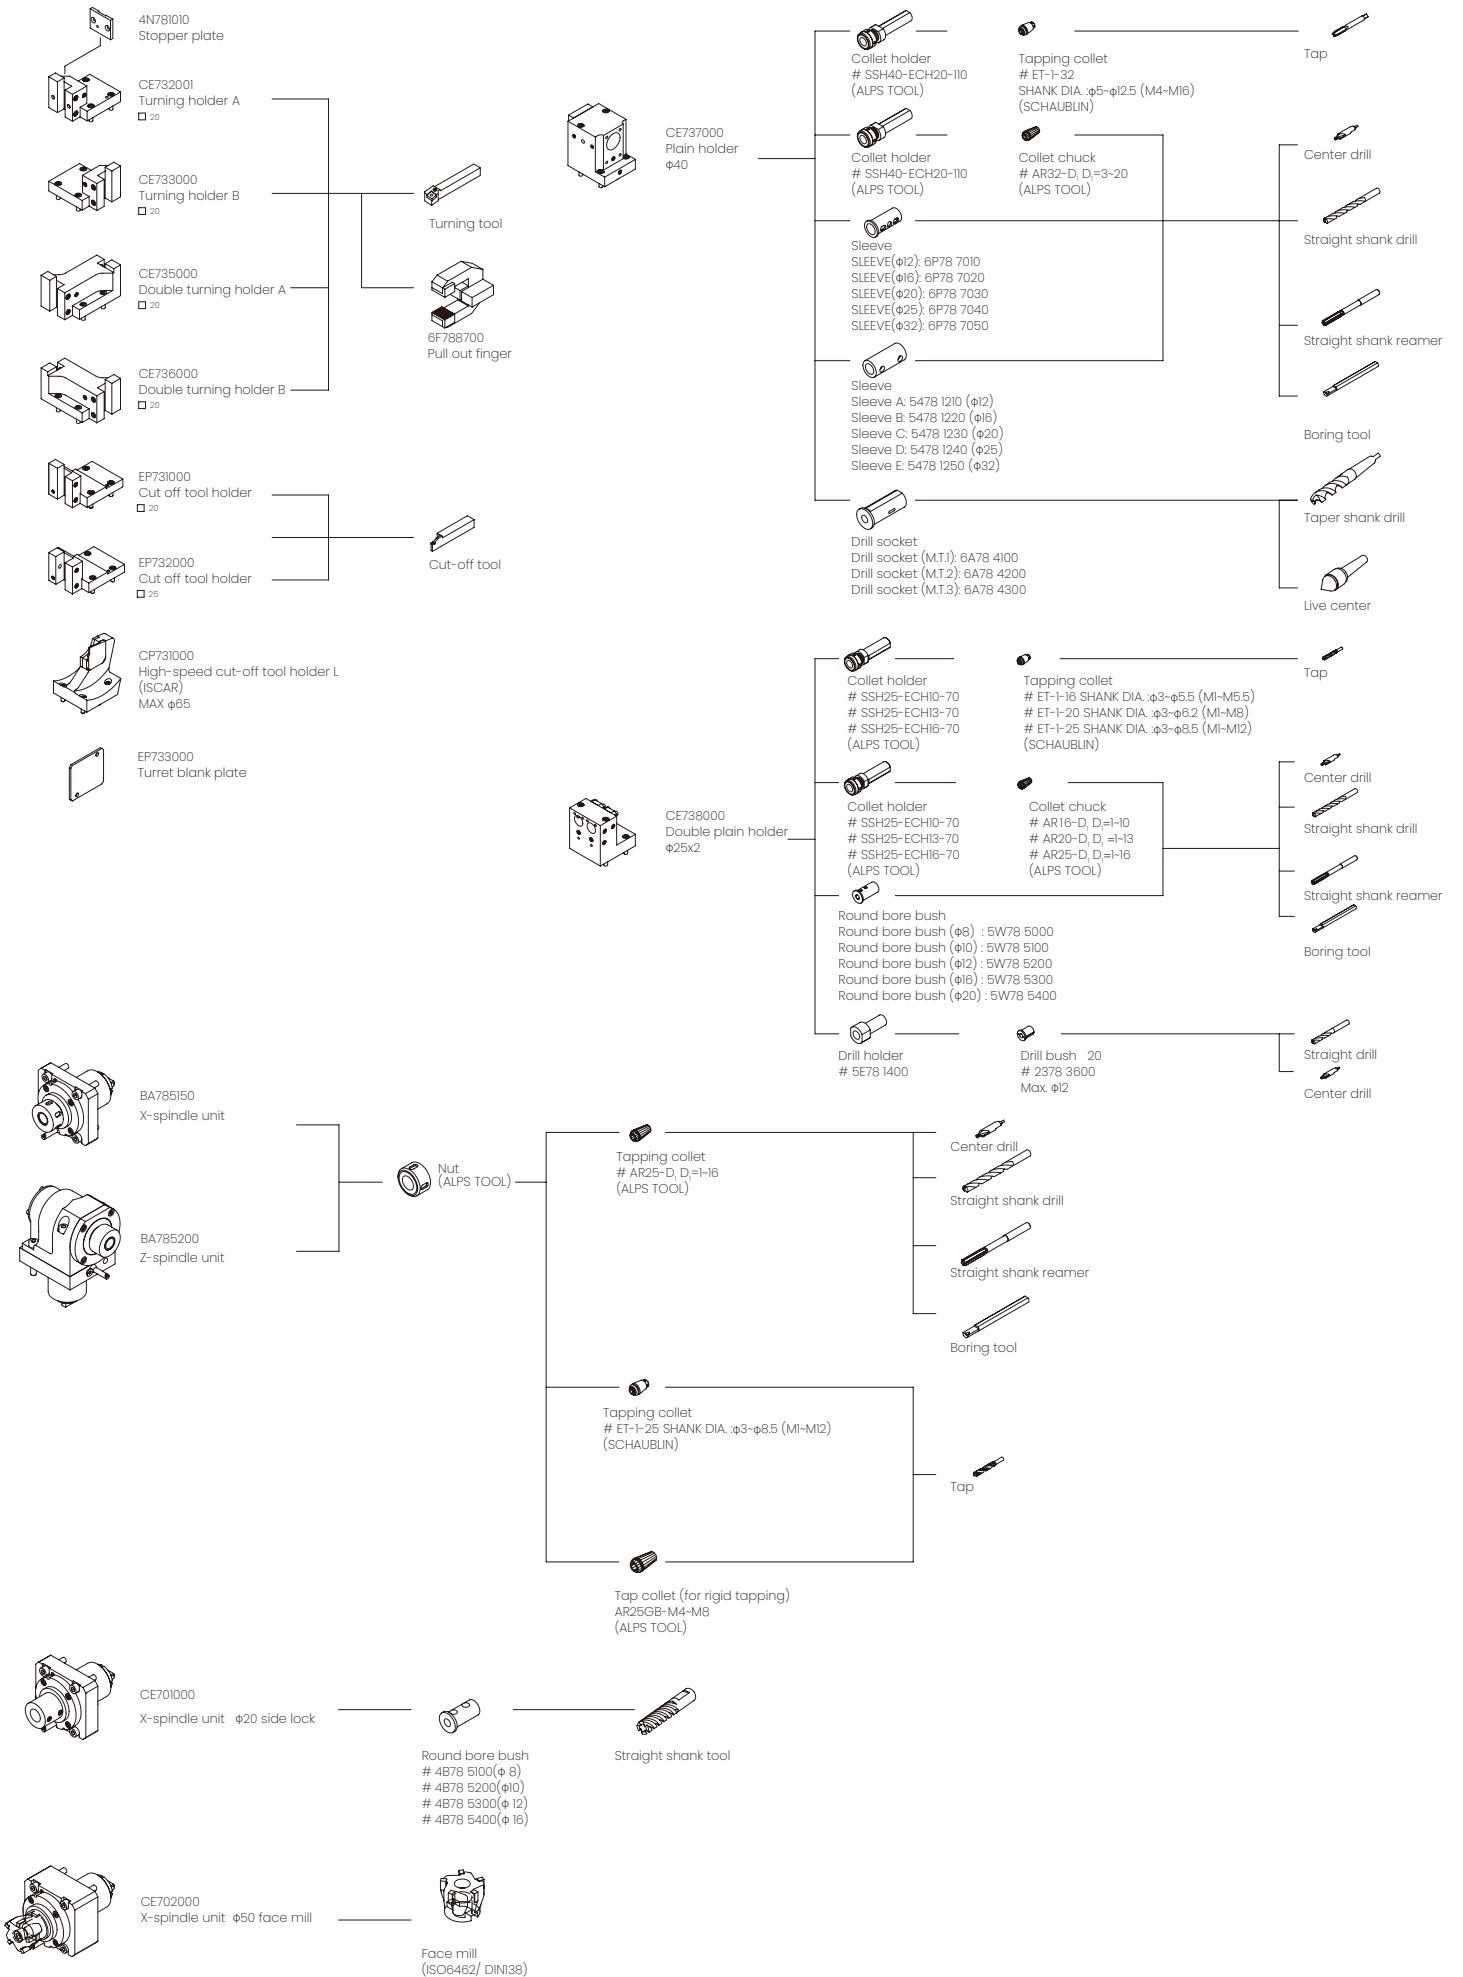 4N781010
Stopper plate
CE732001
Turning holder A
20
CE733000
Turning holder B
20
CE735000
Double turning holder A
20
CE736000
Double turning holder B
20
EP731000
Cut off tool holder
20
EP732000
Cut off tool holder
25
CP731000
High-speed cut-off tool holder L
(ISCAR)
MAX φ65
EP733000
Turret blank plate
Turning tool
6F788700
Pull out finger
Cut-off tool
CE737000
Plain holder
φ40
Collet holder
# SSH40-ECH20-110
(ALPS TOOL)
Tapping collet
# ET-1-32
SHANK DIA. :φ5~φ12.5 (M4~M16)
(SCHAUBLIN)
Tap
Collet holder
# SSH40-ECH20-110
(ALPS TOOL)
Collet chuck
# AR32-D, D,=3~20
(ALPS TOOL)
Center drill
Straight shank drill
Straight shank reamer
Boring tool
Sleeve
SLEEVE(φ12): 6P78 7010
SLEEVE(φ16): 6P78 7020
SLEEVE(φ20): 6P78 7030
SLEEVE(φ25): 6P78 7040
SLEEVE(φ32): 6P78 7050
Sleeve
Sleeve A: 5478 1210 (φ12)
Sleeve B: 5478 1220 (φ16)
Sleeve C: 5478 1230 (φ20)
Sleeve D: 5478 1240 (φ25)
Sleeve E: 5478 1250 (φ32)
Drill socket
Drill socket (M.T.1): 6A78 4100
Drill socket (M.T.2): 6A78 4200
Drill socket (M.T.3): 6A78 4300
Taper shank drill
Live center
CE738000
Double plain holder
φ25x2
Collet holder
# SSH25-ECH10-70
# SSH25-ECH13-70
# SSH25-ECH16-70
(ALPS TOOL)
Tapping collet
# ET-1-16 SHANK DIA. :φ3~φ5.5 (M1~M5.5)
# ET-1-20 SHANK DIA. :φ3~φ6.2 (M1~M8)
# ET-1-25 SHANK DIA. :φ3~φ8.5 (M1~M12)
(SCHAUBLIN)
Tap
Collet holder
# SSH25-ECH10-70
# SSH25-ECH13-70
# SSH25-ECH16-70
(ALPS TOOL)
Collet chuck
# AR16-D, D,=1~10
# AR20-D, D, =1~13
# AR25-D, D,=1~16
(ALPS TOOL)
Center drill
Straight shank drill
Straight shank reamer
Boring tool
Round bore bush
Round bore bush (φ8) : 5W78 5000
Round bore bush (φ10) : 5W78 5100
Round bore bush (φ12) : 5W78 5200
Round bore bush (φ16) : 5W78 5300
Round bore bush (φ20) : 5W78 5400
Drill holder
# 5E78 1400
Drill bush 20
# 2378 3600
Max. φ12
Straight drill
Center drill
BA785150
X-spindle unit
BA785200
Z-spindle unit
Nut
(ALPS TOOL)
Tapping collet
# AR25-D, D,=1~16
(ALPS TOOL)
Center drill
Straight shank drill
Straight shank reamer
Boring tool
Tapping collet
# ET-1-25 SHANK DIA. :φ3~φ8.5 (M1~M12)
(SCHAUBLIN)
Tap
Tap collet (for rigid tapping)
AR25GB-M4~M8
(ALPS TOOL)
CE701000
X-spindle unit φ20 side lock
Round bore bush
# 4B78 5100(φ 8)
# 4B78 5200(φ10)
# 4B78 5300(φ 12)
# 4B78 5400(φ 16)
Straight shank tool
CE702000
X-spindle unit φ50 face mill
Face mill
(ISO6462/ DIN138)